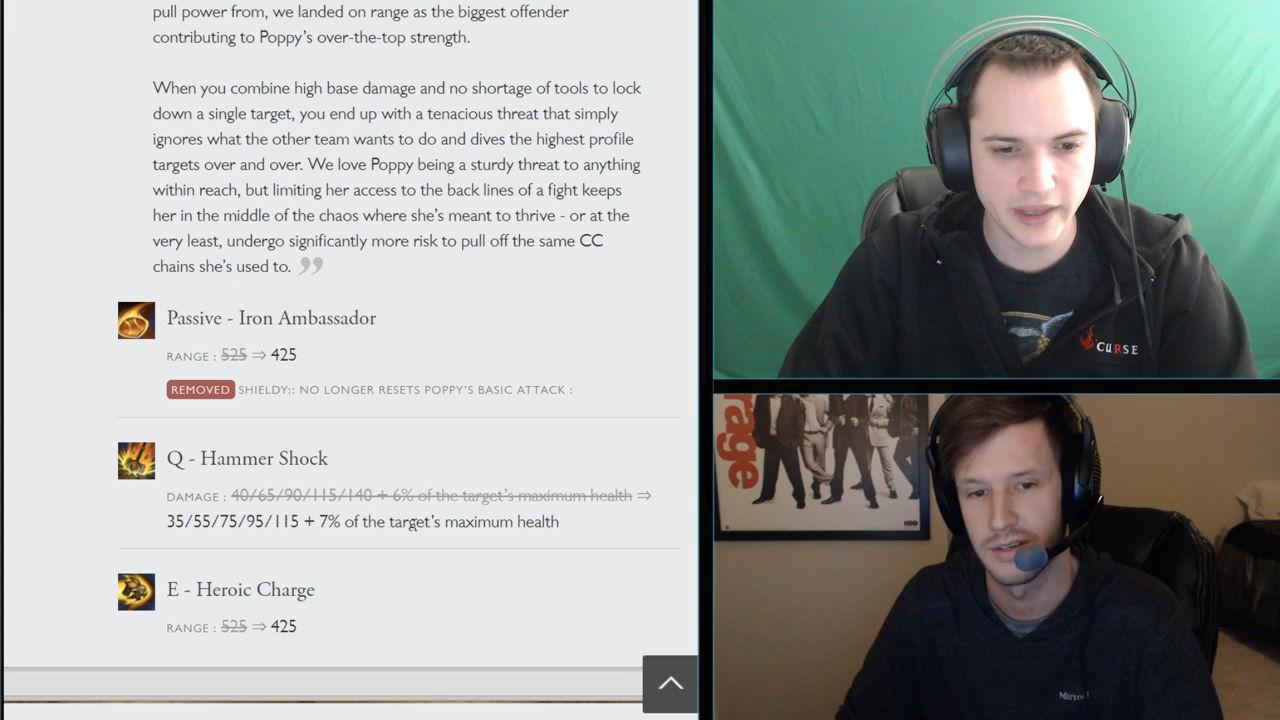 pull power from, we landed on range as the biggest offender
contributing to Poppy's over-the-top strength.
When you combine high base damage and no shortage of tools to lock
down a single target, you end up with a tenacious threat that simply
ignores what the other team wants to do and dives the highest profile
targets over and over. We love Poppy being a sturdy threat to anything
within reach, but limiting her access to the back lines of a fight keeps
her in the middle of the chaos where she's meant to thrive - or at the
very least, undergo significantly more risk to pull off the same CC
chains she's used to. ”
Passive - Iron Ambassador
RANGE : 525 ⇒ 425
REMOVED SHIELDY:: NO LONGER RESETS POPPY'S BASIC ATTACK :
Q - Hammer Shock
DAMAGE : 40/65/90/115/140 + 6% of the target's maximum health ⇒
35/55/75/95/115 + 7% of the target's maximum health
E - Heroic Charge
RANGE : 525 ⇒ 425
CURSE
rage
HBO